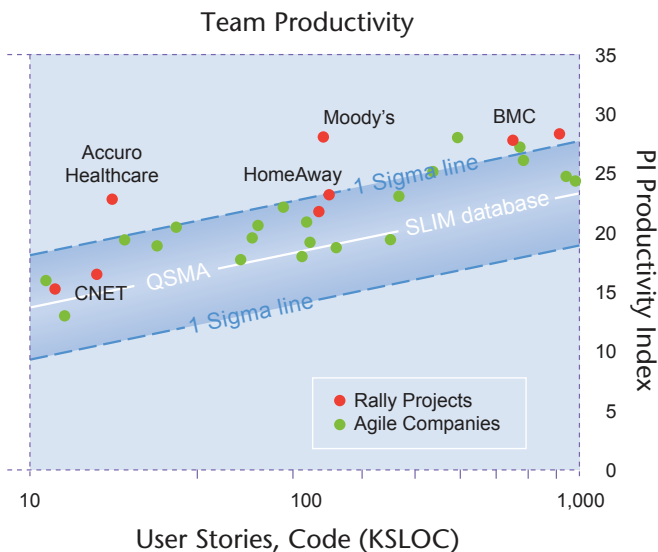 Team Productivity
35
30
25
20
15
10
5
0
PI Productivity Index
Moody’s
BMC
Accuro
Healthcare
HomeAway
1 Sigma line
SLIM database
QSMA
CNET
1 Sigma line
Rally Projects
Agile Companies
10
100
1,000
User Stories, Code (KSLOC)